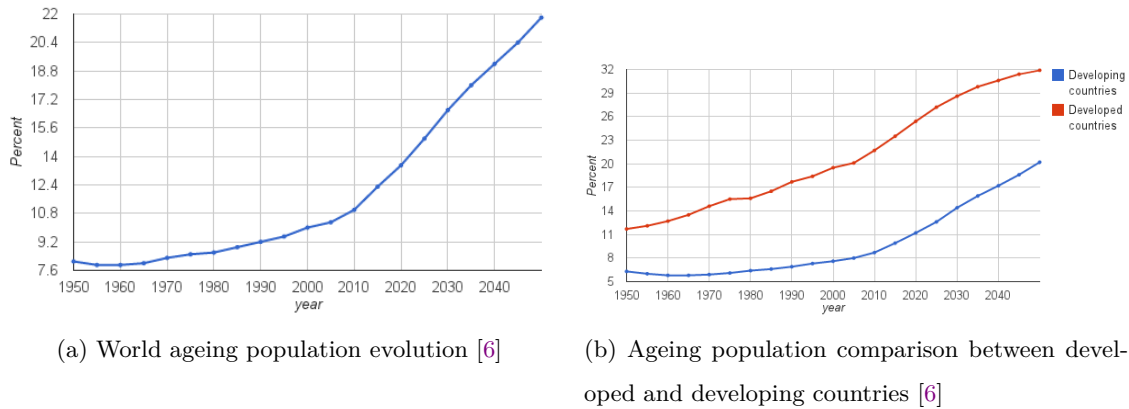 22
20.4
18.8
17.2
15.6
14
12.4
10.8
9.2
7.6
Percent
1950 1960 1970 1980 1990 2000 2010 2020 2030 2040
year
(a) World ageing population evolution [6]
32
29
26
23
20
17
14
11
8
5
Percent
1950 1960 1970 1980 1990 2000 2010 2020 2030 2040
year
Developing
countries
Developed
countries
(b) Ageing population comparison between devel-
oped and developing countries [6]